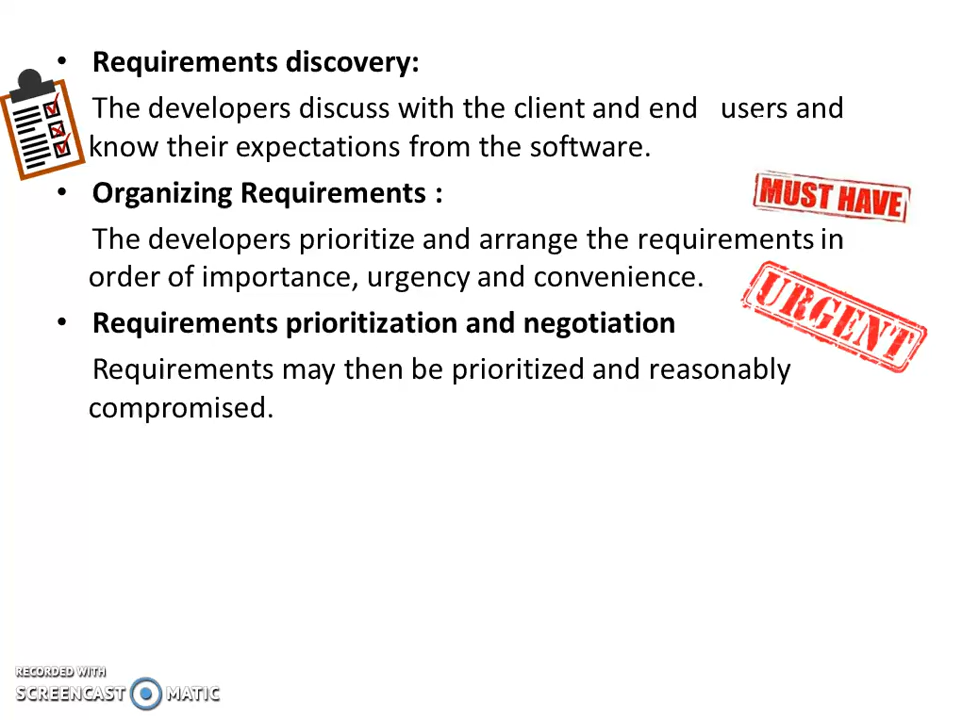 • Requirements discovery:
The developers discuss with the client and end users and
know their expectations from the software.
• Organizing Requirements :
MUST HAVE
The developers prioritize and arrange the requirements in
order of importance, urgency and convenience.
URGENT
• Requirements prioritization and negotiation
Requirements may then be prioritized and reasonably
compromised.
RECORDED WITH
SCREENCAST MATIC